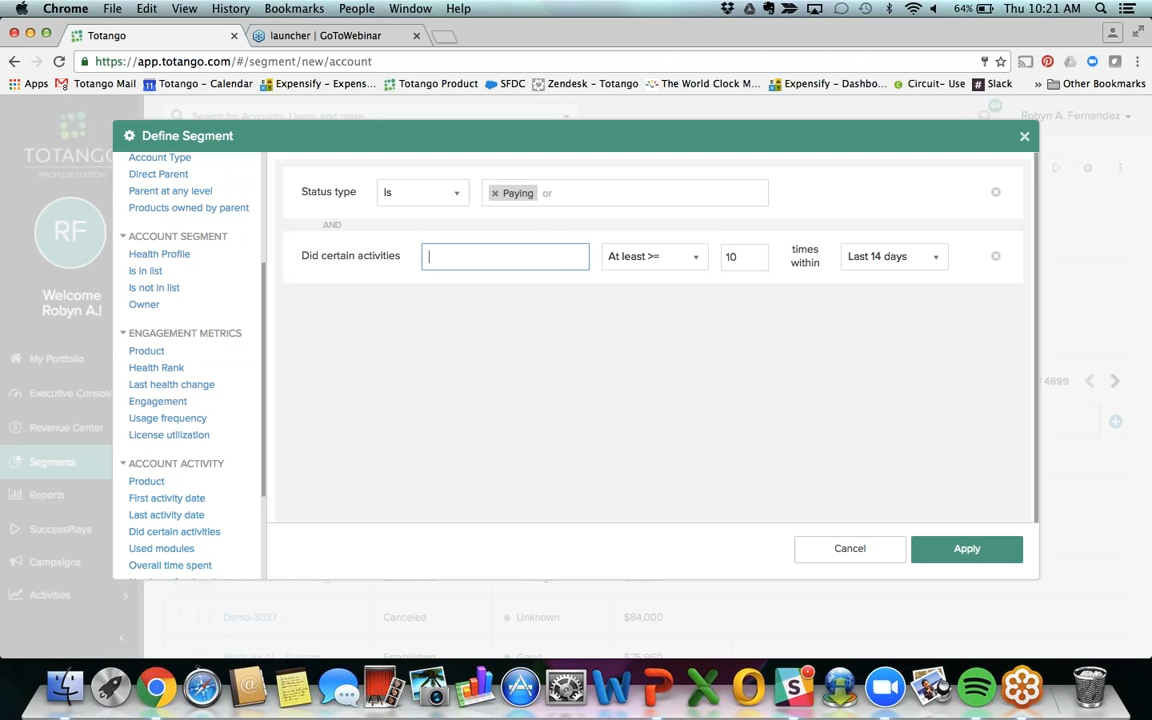 Chrome File Edit View History Bookmarks People Window Help 64% Thu 10:21 AM
Totango launcher | GoToWebinar
https://app.totango.com/#/segment/new/account
Apps Totango Mail Totango – Calendar Expensify – Expens... Totango Product SFDC Zendesk – Totango The World Clock M... Expensify – Dashbo... Circuit– Use Slack » Other Bookmarks
Search for Accounts, Users, and more Robyn A. Fernandez
Define Segment
TOTANGO
RF
Welcome
Robyn A.!
My Portfolio
Executive Console
Revenue Center
Segments
Reports
SuccessPlays
Campaigns
Activities
Account Type
Direct Parent
Parent at any level
Products owned by parent
ACCOUNT SEGMENT
Health Profile
Is in list
Is not in list
Owner
ENGAGEMENT METRICS
Product
Health Rank
Last health change
Engagement
Usage frequency
License utilization
ACCOUNT ACTIVITY
Product
First activity date
Last activity date
Did certain activities
Used modules
Overall time spent
Status type Is Paying or
AND
Did certain activities At least >= 10 times within Last 14 days
Cancel Apply
4699
Demo-3037 Canceled Unknown $84,000
$75,960